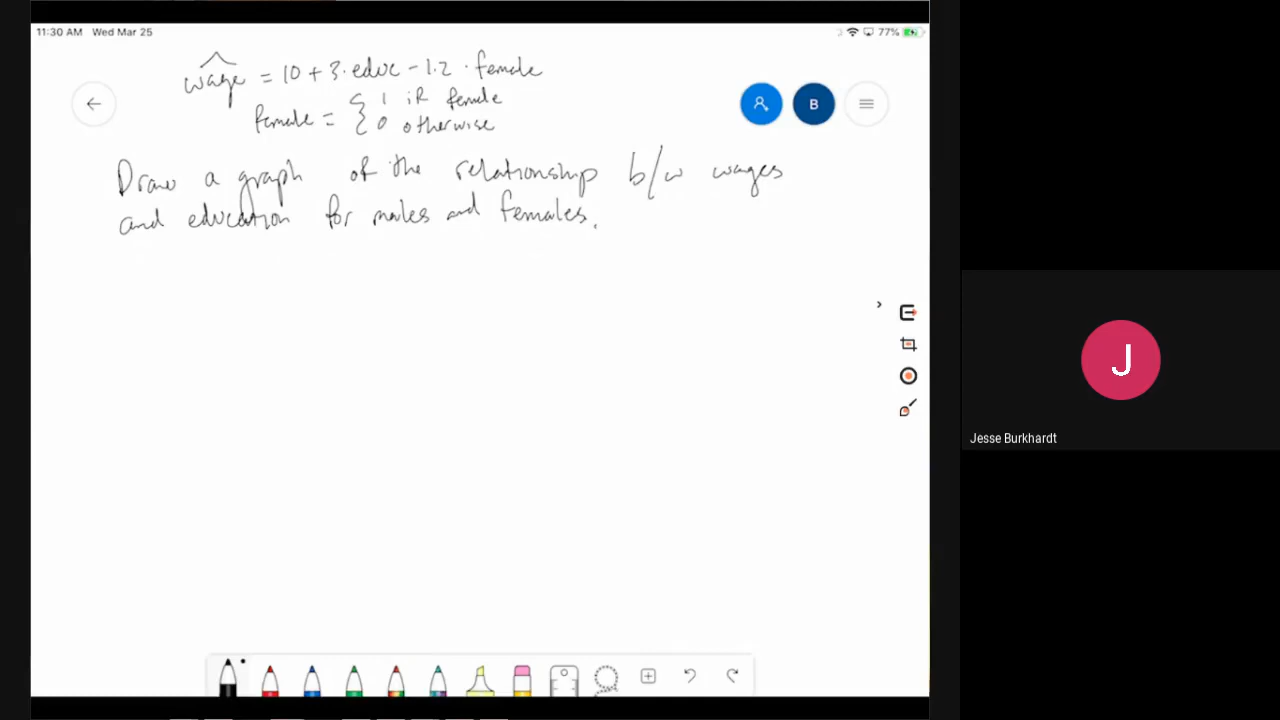 11:30 AM Wed Mar 25
77%
wage^ = 10 + 3·educ - 1.2 · female
female = { 1 if female
0 otherwise
B
Draw a graph of the relationship b/w wages
and education for males and females.
J
Jesse Burkhardt